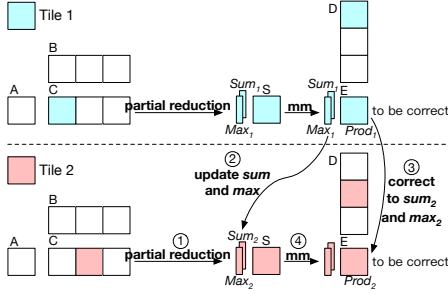 Tile 1
D
B
A
C
Sum₁
S
Sum₁
E
partial reduction
mm
to be correct
Max₁
Max₁
Prod₁
②
update sum
and max
③
correct
to sum₂
and max₂
Tile 2
D
B
A
C
①
Sum₂
S
④
E
partial reduction
mm
to be correct
Max₂
Prod₂